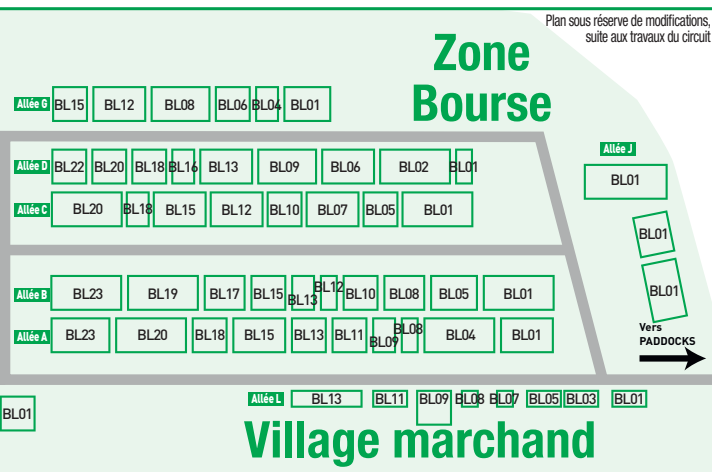 Plan sous réserve de modifications,
suite aux travaux du circuit
Zone
Bourse
Allée G BL15 BL12 BL08 BL06 BL04 BL01
Allée J
BL01
BL01
BL01
Allée D BL22 BL20 BL18 BL16 BL13 BL09 BL06 BL02 BL01
Allée C BL20 BL18 BL15 BL12 BL10 BL07 BL05 BL01
Allée B BL23 BL19 BL17 BL15 BL13 BL12 BL10 BL08 BL05 BL01
Allée A BL23 BL20 BL18 BL15 BL13 BL11 BL09 BL08 BL04 BL01
Vers
PADDOCKS
Allée L BL13 BL11 BL09 BL08 BL07 BL05 BL03 BL01
BL01
Village marchand